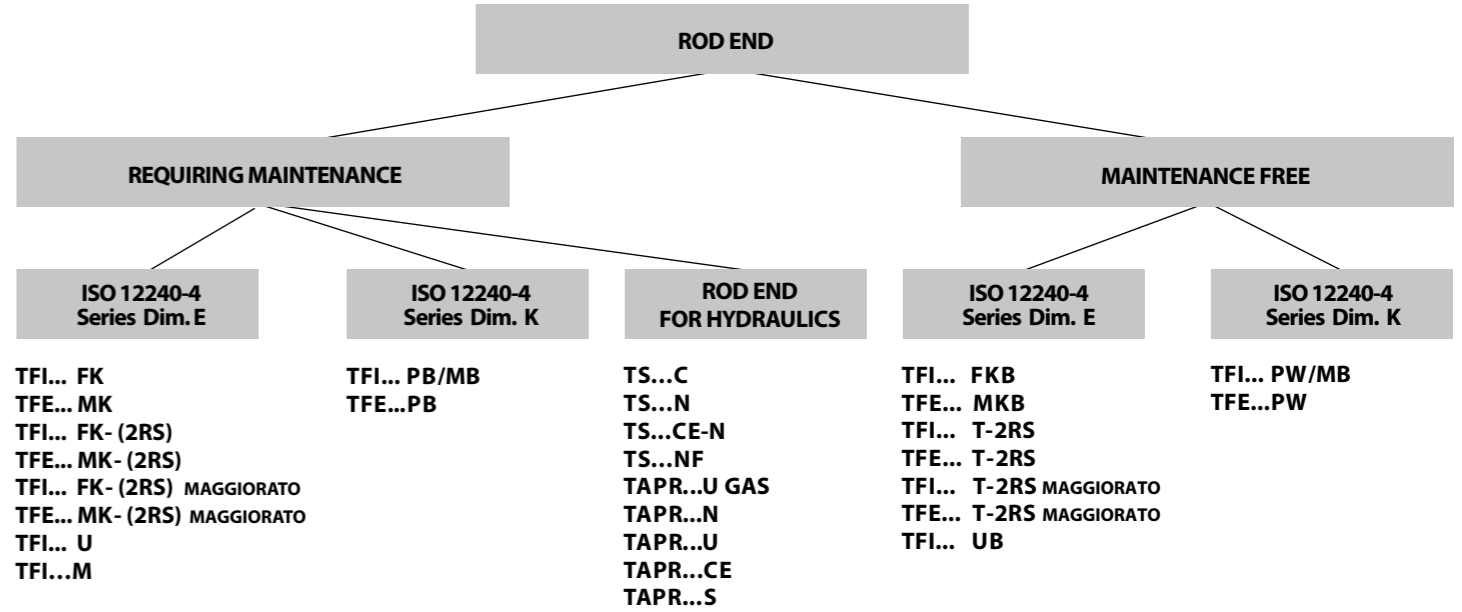 ROD END
REQUIRING MAINTENANCE
MAINTENANCE FREE
ISO 12240-4
Series Dim. E
ISO 12240-4
Series Dim. K
ROD END
FOR HYDRAULICS
ISO 12240-4
Series Dim. E
ISO 12240-4
Series Dim. K
TFI... FK
TFE... MK
TFI... FK- (2RS)
TFE... MK- (2RS)
TFI... FK- (2RS) MAGGIORATO
TFE... MK- (2RS) MAGGIORATO
TFI... U
TFI...M
TFI... PB/MB
TFE...PB
TS...C
TS...N
TS...CE-N
TS...NF
TAPR...U GAS
TAPR...N
TAPR...U
TAPR...CE
TAPR...S
TFI... FKB
TFE... MKB
TFI... T-2RS
TFE... T-2RS
TFI... T-2RS MAGGIORATO
TFE... T-2RS MAGGIORATO
TFI... UB
TFI... PW/MB
TFE...PW